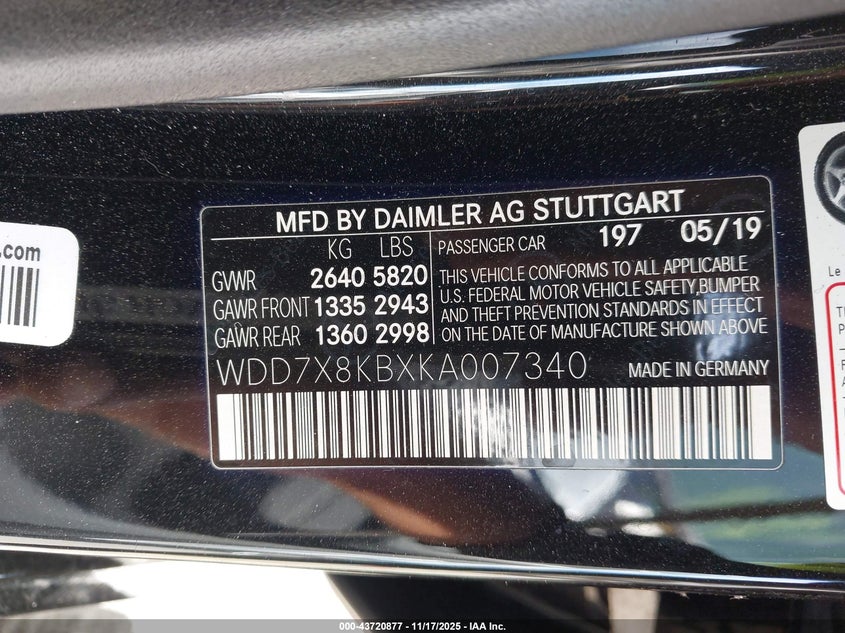 MFD BY DAIMLER AG STUTTGART
KG LBS
GVWR 2640 5820
GAWR FRONT 1335 2943
GAWR REAR 1360 2998
PASSENGER CAR 197 05/19
THIS VEHICLE CONFORMS TO ALL APPLICABLE
U.S. FEDERAL MOTOR VEHICLE SAFETY,BUMPER
AND THEFT PREVENTION STANDARDS IN EFFECT
ON THE DATE OF MANUFACTURE SHOWN ABOVE
WDD7X8KBXKA007340 MADE IN GERMANY
.com
Le
000-43720877 - 11/17/2025 - IAA Inc.